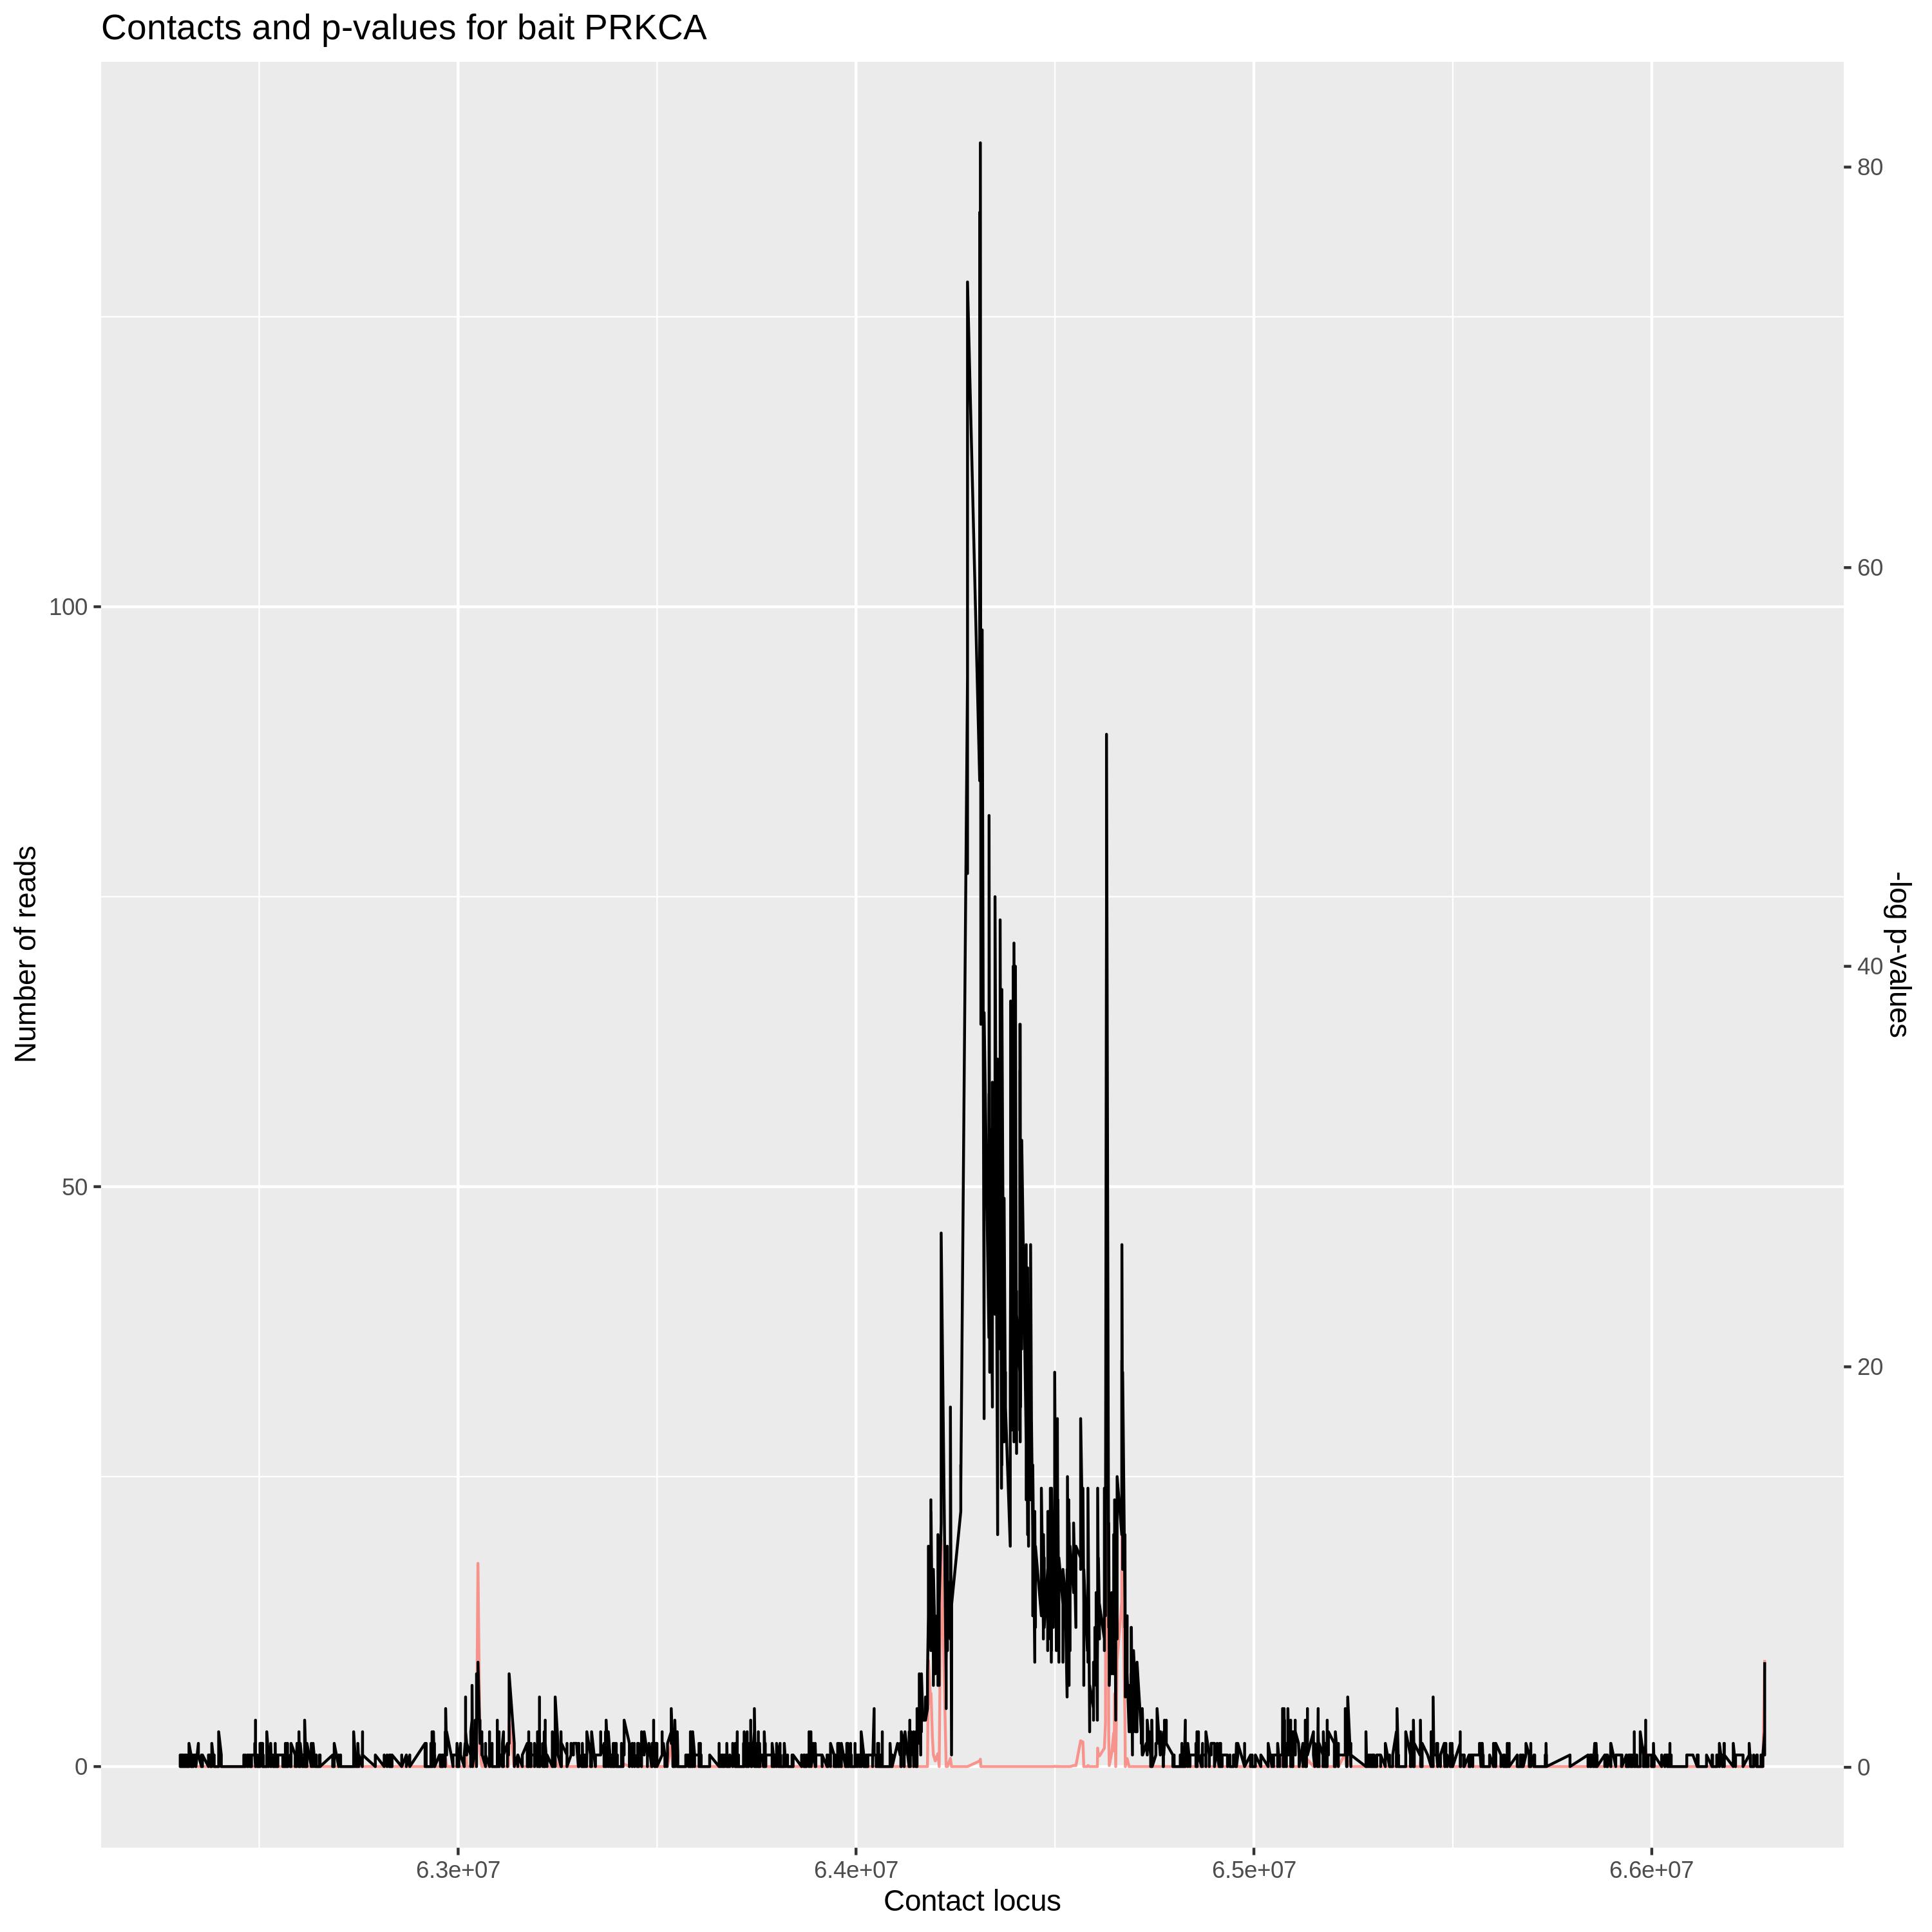 Contacts and p-values for bait PRKCA
100
50
0
Number of reads
80
60
40
20
0
-log p-values
6.3e+07
6.4e+07
6.5e+07
6.6e+07
Contact locus